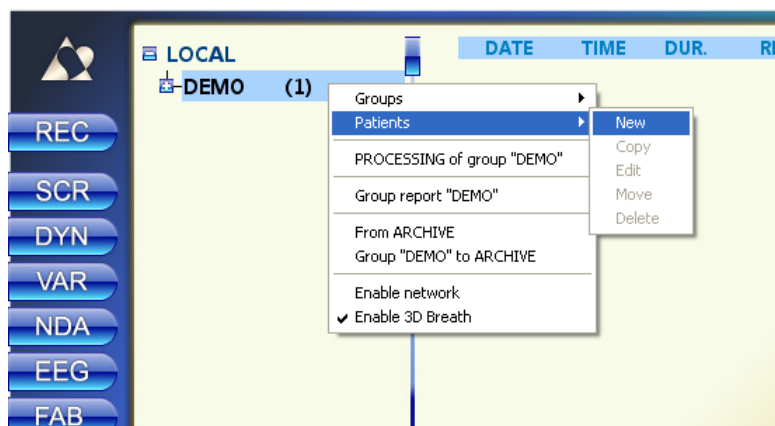 LOCAL
DEMO (1)
DATE TIME DUR.
REC
SCR
DYN
VAR
NDA
EEG
FAB
Groups
Patients
PROCESSING of group "DEMO"
Group report "DEMO"
From ARCHIVE
Group "DEMO" to ARCHIVE
Enable network
Enable 3D Breath
New
Copy
Edit
Move
Delete